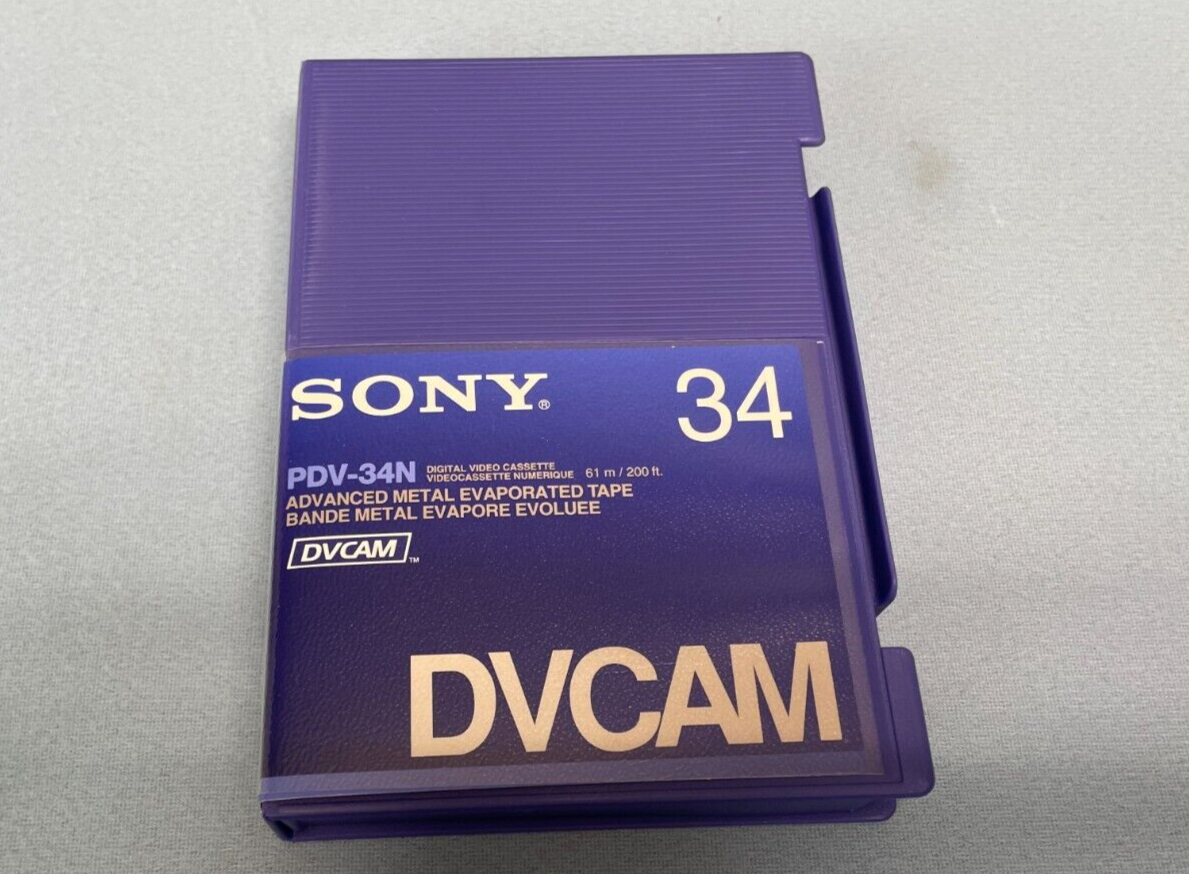 SONY® 34
PDV-34N DIGITAL VIDEO CASSETTE
VIDEOCASSETTE NUMERIQUE 61 m / 200 ft.
ADVANCED METAL EVAPORATED TAPE
BANDE METAL EVAPORE EVOLUEE
DVCAM™
DVCAM